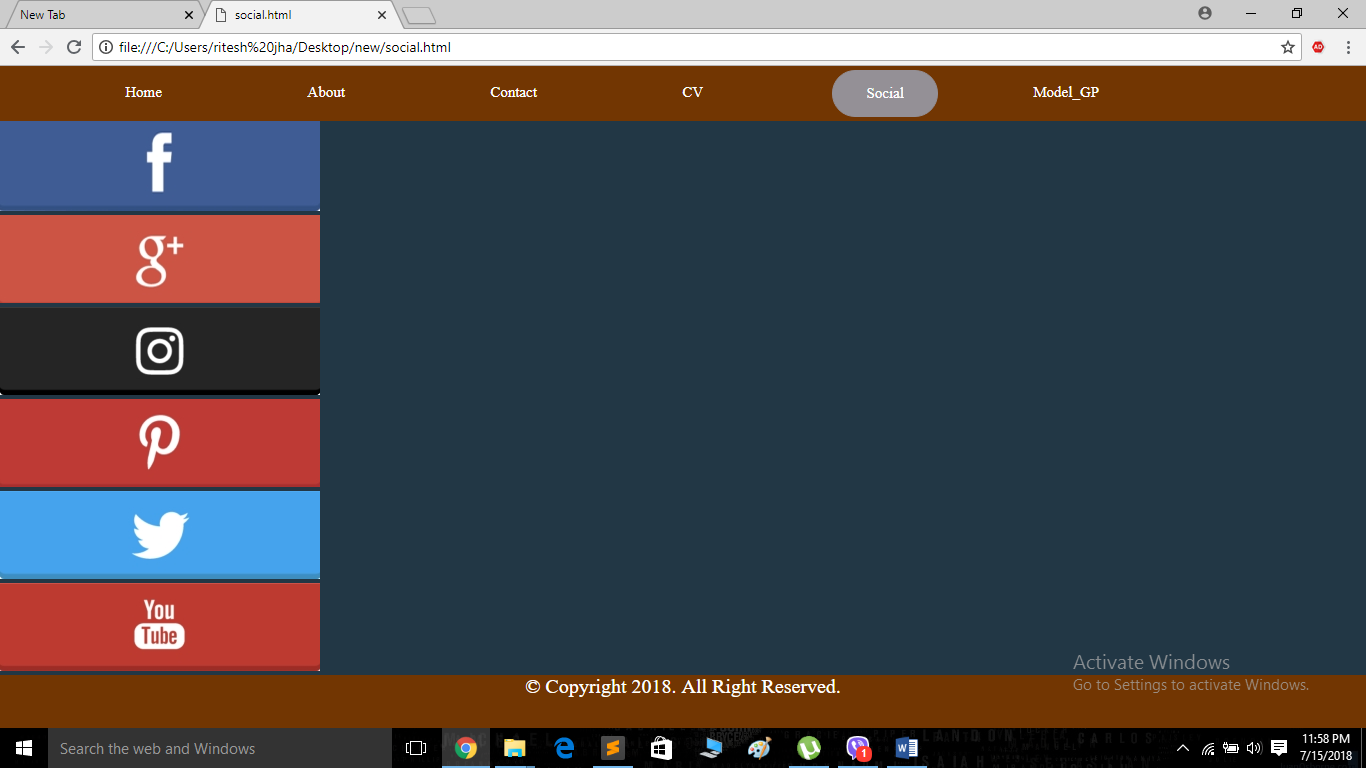 New Tab
social.html
file:///C:/Users/ritesh%20jha/Desktop/new/social.html
AD
Home About Contact CV Social Model_GP
f
g+
You
Tube
Activate Windows
Go to Settings to activate Windows.
© Copyright 2018. All Right Reserved.
Search the web and Windows
1
11:58 PM
7/15/2018